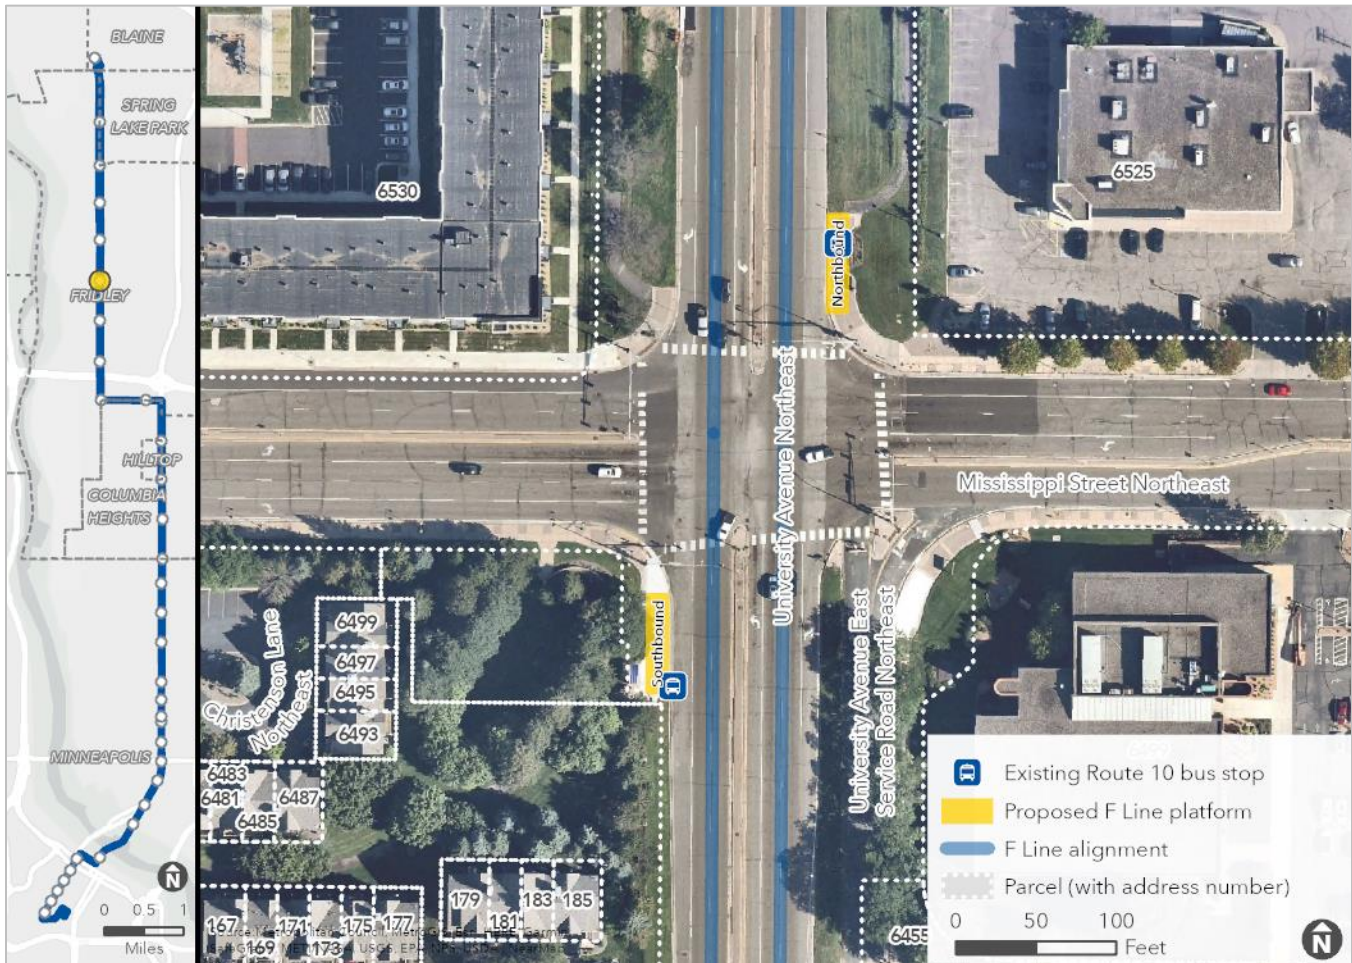 BLAINE
SPRING
LAKE PARK
FRIDLEY
HILLTOP
COLUMBIA
HEIGHTS
MINNEAPOLIS
N
0 0.5 1
Miles
6530
6525
Northbound
University Avenue Northeast
Mississippi Street Northeast
Southbound
University Avenue East
Service Road Northeast
Christenson Lane
Northeast
6499
6497
6495
6493
6483
6481
6485
6487
179
181
183
185
167
169
171
173
175
177
6455
Existing Route 10 bus stop
Proposed F Line platform
F Line alignment
Parcel (with address number)
0 50 100
Feet
N